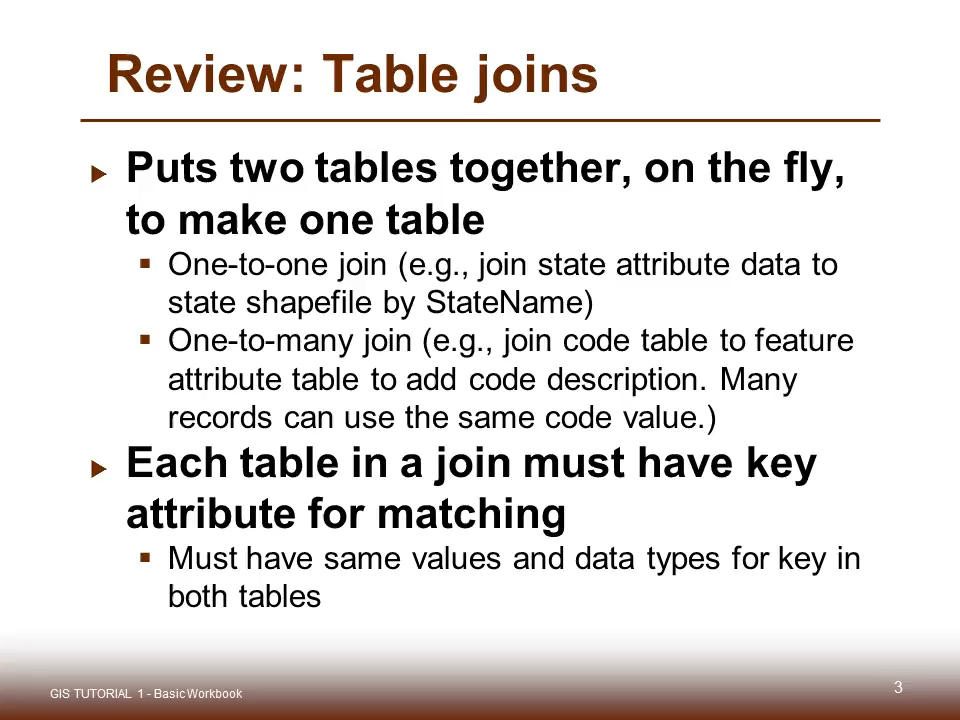 Review: Table joins
Puts two tables together, on the fly,
to make one table
One-to-one join (e.g., join state attribute data to
state shapefile by StateName)
One-to-many join (e.g., join code table to feature
attribute table to add code description. Many
records can use the same code value.)
Each table in a join must have key
attribute for matching
Must have same values and data types for key in
both tables
GIS TUTORIAL 1 - Basic Workbook
3